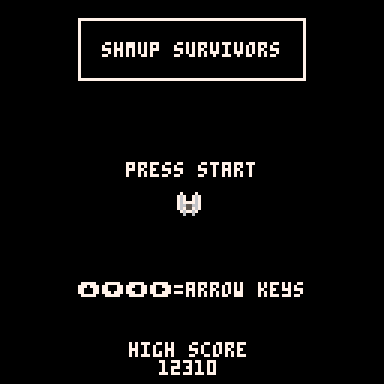 SHMUP SURVIVORS
PRESS START
⬆️⬇️⬅️➡️=ARROW KEYS
HIGH SCORE
12310